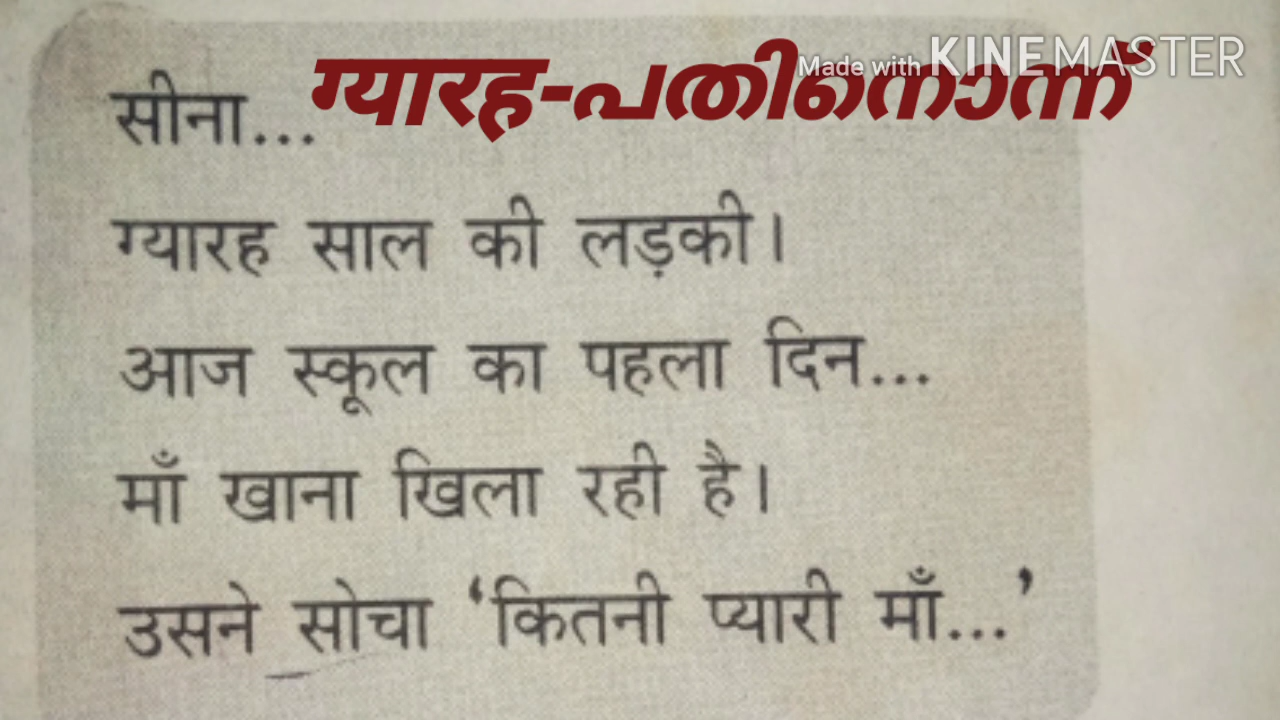 Made with KINEMASTER
ग्यारह-പതിനൊന്ന്
सीना...
ग्यारह साल की लड़की।
आज स्कूल का पहला दिन...
माँ खाना खिला रही है।
उसने सोचा ‘कितनी प्यारी माँ...’